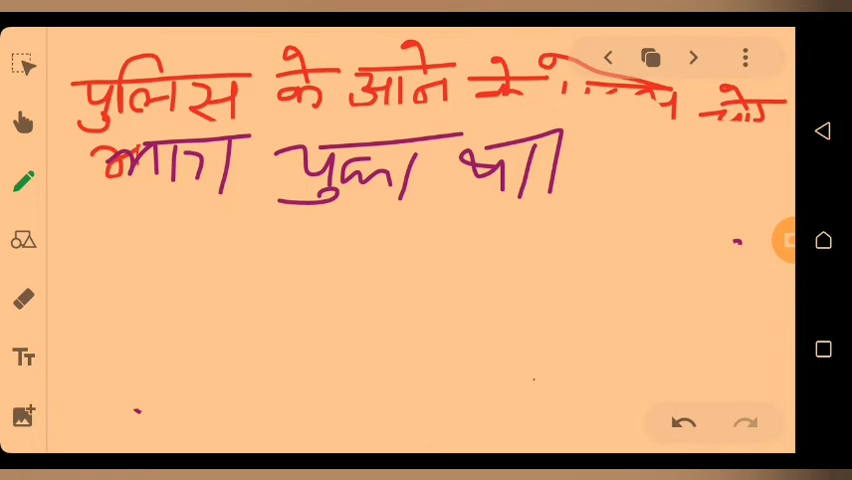 पुलिस के आने के
भाग चुका था।